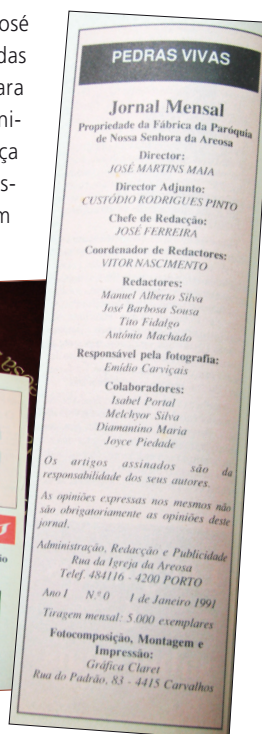 osé
das
ara
ni-
ça
s-
m
PEDRAS VIVAS
Jornal Mensal
Propriedade da Fábrica da Paróquia
de Nossa Senhora da Areosa
Director:
JOSÉ MARTINS MAIA
Director Adjunto:
CUSTÓDIO RODRIGUES PINTO
Chefe de Redacção:
JOSÉ FERREIRA
Coordenador de Redactores:
VITOR NASCIMENTO
Redactores:
Manuel Alberto Silva
José Barbosa Sousa
Tito Fidalgo
António Machado
Responsável pela fotografia:
Emídio Carviçais
Colaboradores:
Isabel Portal
Melchyor Silva
Diamantino Maria
Joyce Piedade
Os artigos assinados são da
responsabilidade dos seus autores.
As opiniões expressas nos mesmos não
são obrigatoriamente as opiniões deste
jornal.
Administração, Redacção e Publicidade
Rua da Igreja da Areosa
Telef. 484116 - 4200 PORTO
Ano I N.º 0 1 de Janeiro 1991
Tiragem mensal: 5.000 exemplares
Fotocomposição, Montagem e
Impressão:
Gráfica Claret
Rua do Padrão, 83 - 4415 Carvalhos